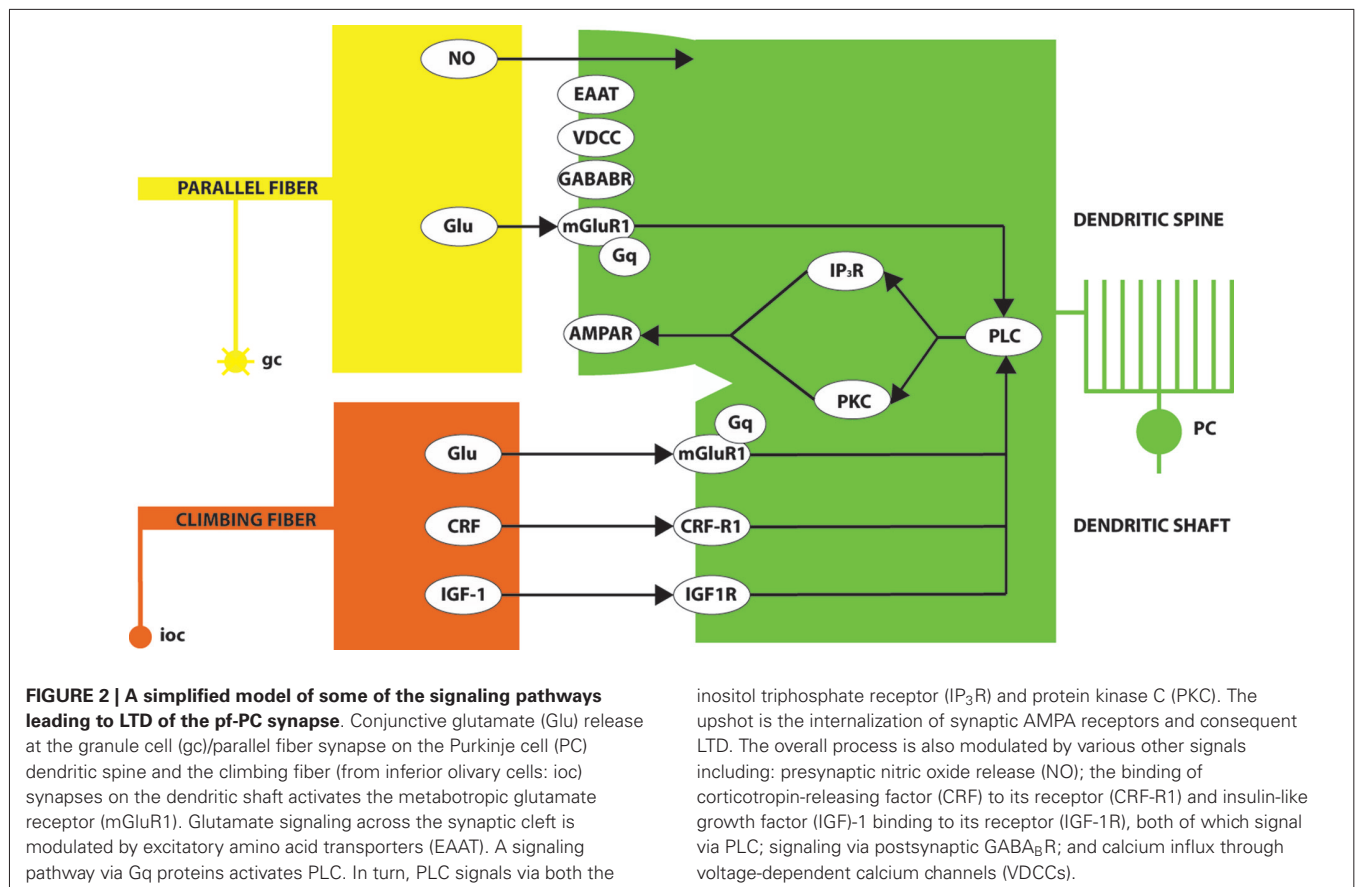 NO
EAAT
VDCC
GABABR
PARALLEL FIBER
Glu
mGluR1
Gq
IP₃R
AMPAR
PLC
PKC
gc
DENDRITIC SPINE
PC
Glu
Gq
mGluR1
CLIMBING FIBER
CRF
CRF-R1
DENDRITIC SHAFT
IGF-1
IGF1R
ioc
FIGURE 2 | A simplified model of some of the signaling pathways
leading to LTD of the pf-PC synapse. Conjunctive glutamate (Glu) release
at the granule cell (gc)/parallel fiber synapse on the Purkinje cell (PC)
dendritic spine and the climbing fiber (from inferior olivary cells: ioc)
synapses on the dendritic shaft activates the metabotropic glutamate
receptor (mGluR1). Glutamate signaling across the synaptic cleft is
modulated by excitatory amino acid transporters (EAAT). A signaling
pathway via Gq proteins activates PLC. In turn, PLC signals via both the
inositol triphosphate receptor (IP₃R) and protein kinase C (PKC). The
upshot is the internalization of synaptic AMPA receptors and consequent
LTD. The overall process is also modulated by various other signals
including: presynaptic nitric oxide release (NO); the binding of
corticotropin-releasing factor (CRF) to its receptor (CRF-R1) and insulin-like
growth factor (IGF)-1 binding to its receptor (IGF-1R), both of which signal
via PLC; signaling via postsynaptic GABA_BR; and calcium influx through
voltage-dependent calcium channels (VDCCs).